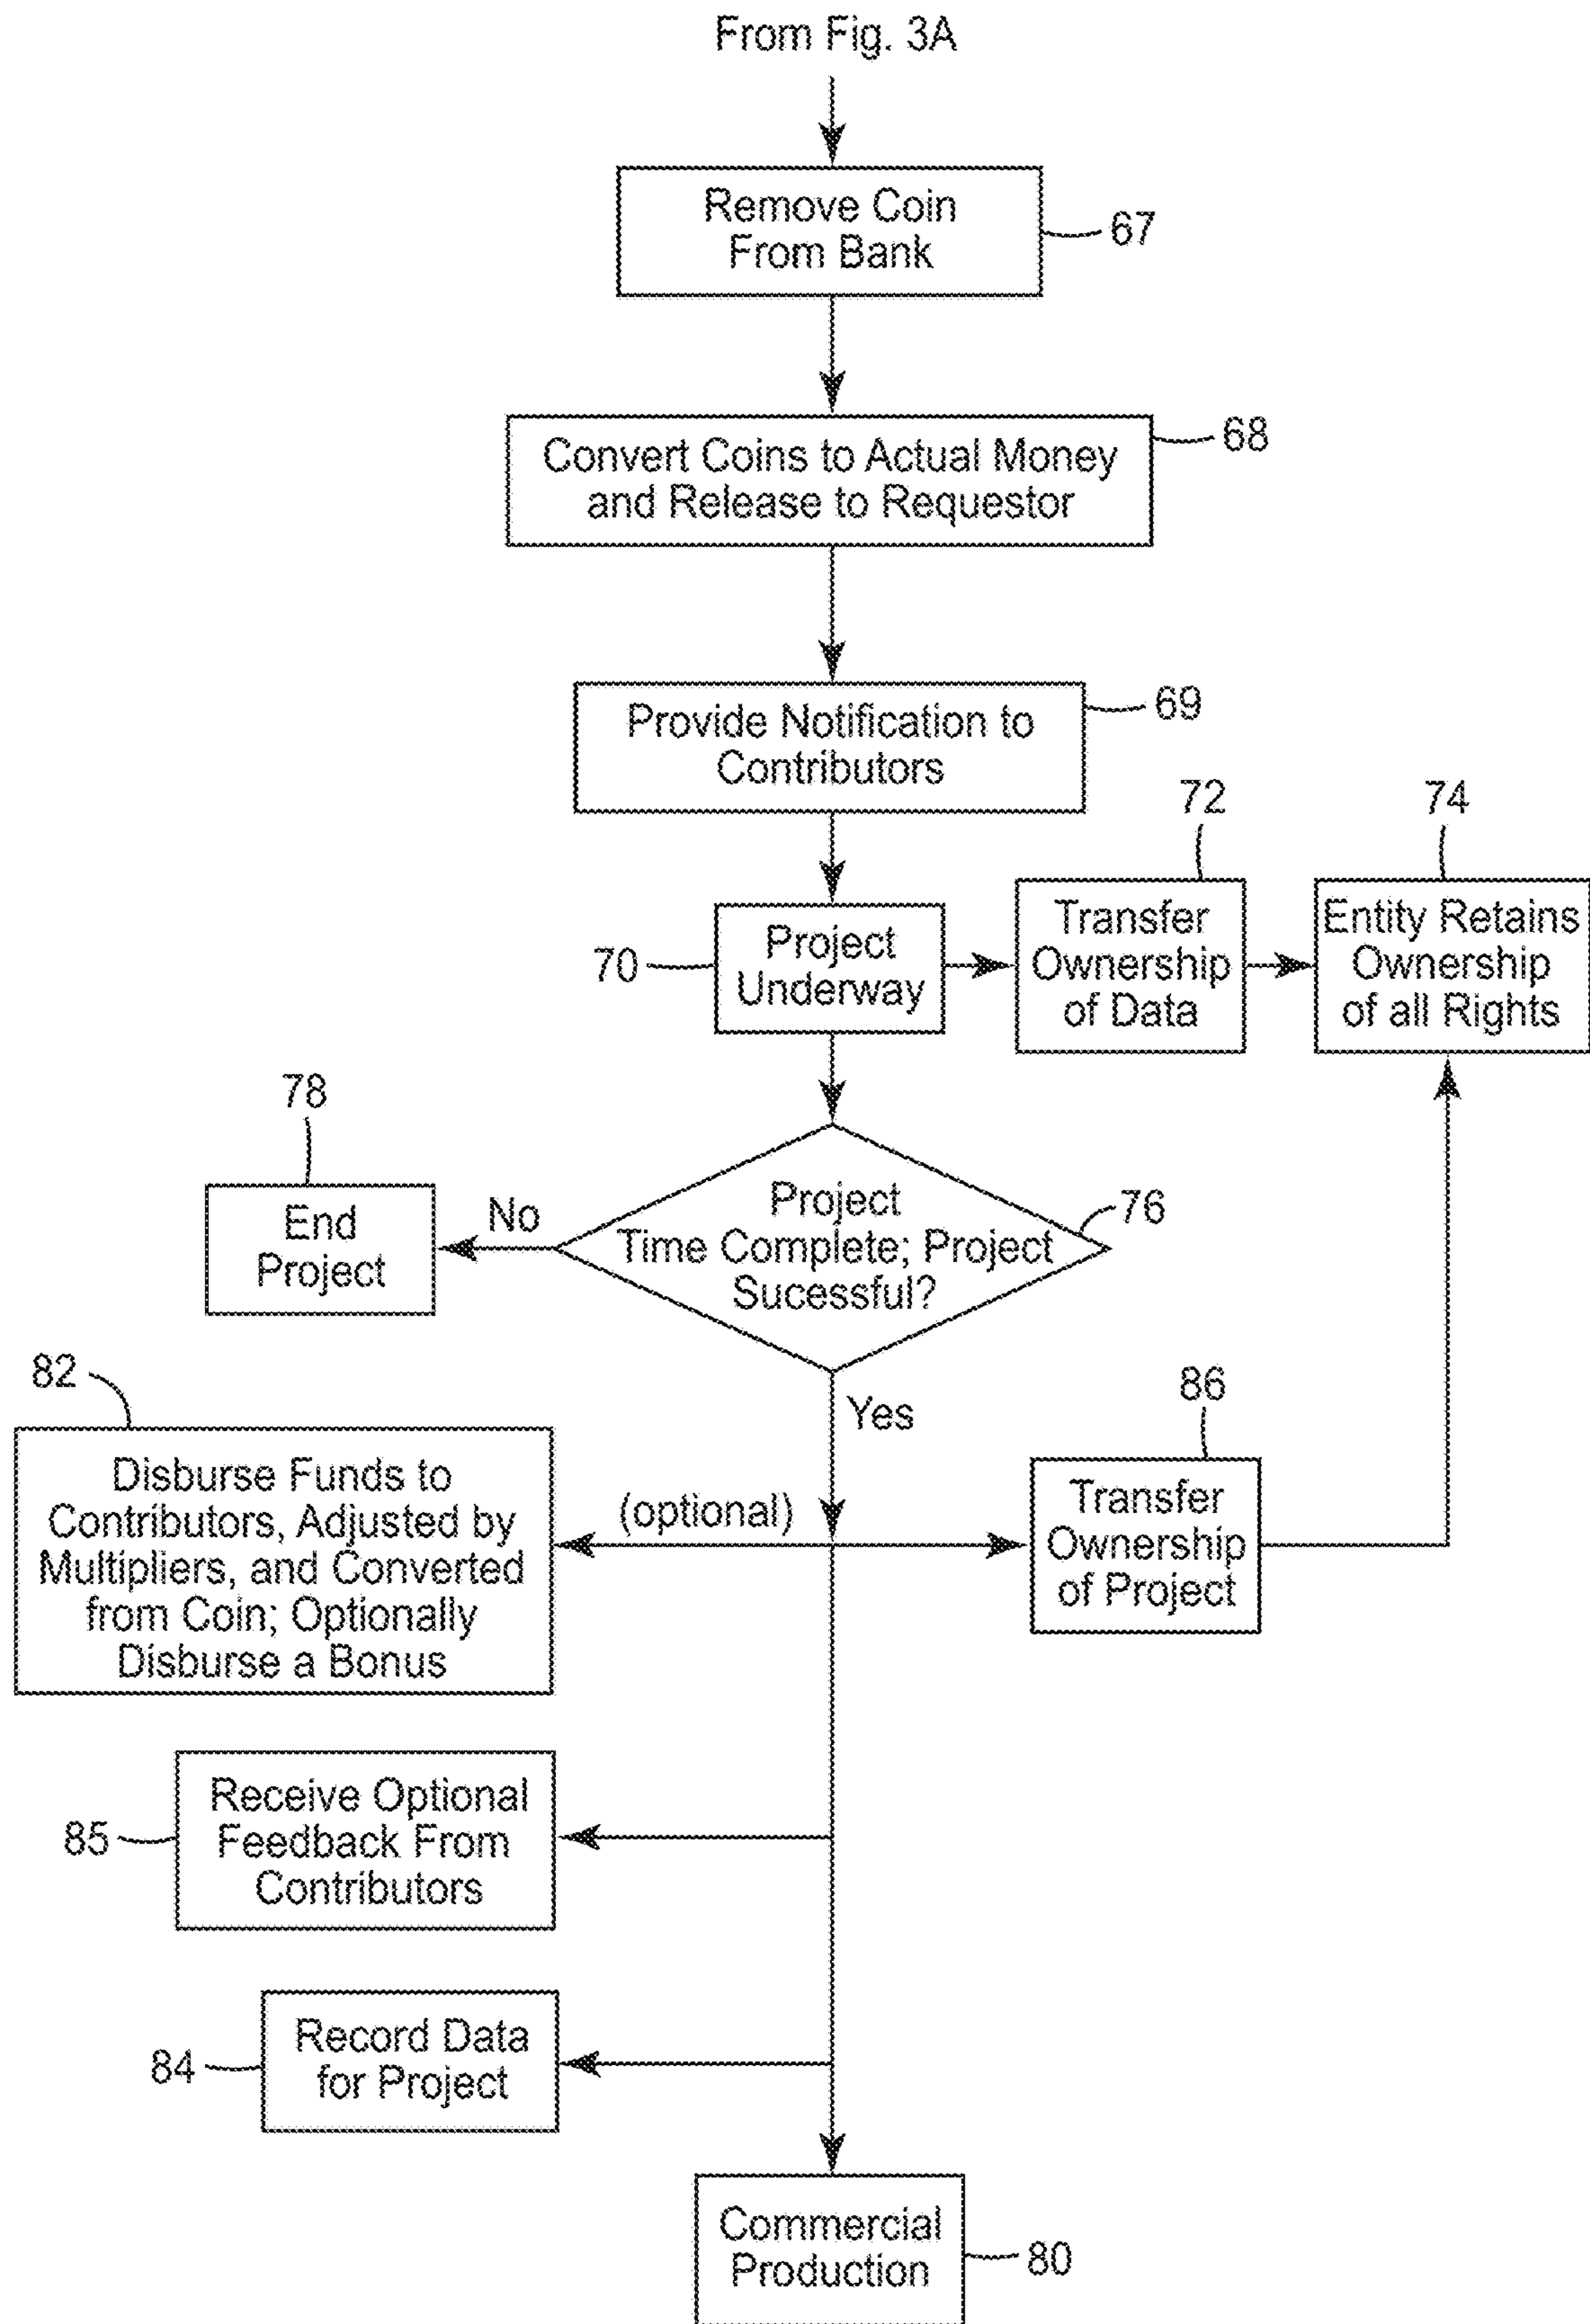 From Fig. 3A
Remove Coin
From Bank
67
Convert Coins to Actual Money
and Release to Requestor
68
Provide Notification to
Contributors
69
70
Project
Underway
72
Transfer
Ownership
of Data
74
Entity Retains
Ownership
of all Rights
78
End
Project
No
Project
Time Complete; Project
Sucessful?
76
Yes
82
Disburse Funds to
Contributors, Adjusted by
Multipliers, and Converted
from Coin; Optionally
Disburse a Bonus
(optional)
86
Transfer
Ownership
of Project
85
Receive Optional
Feedback From
Contributors
84
Record Data
for Project
Commercial
Production
80